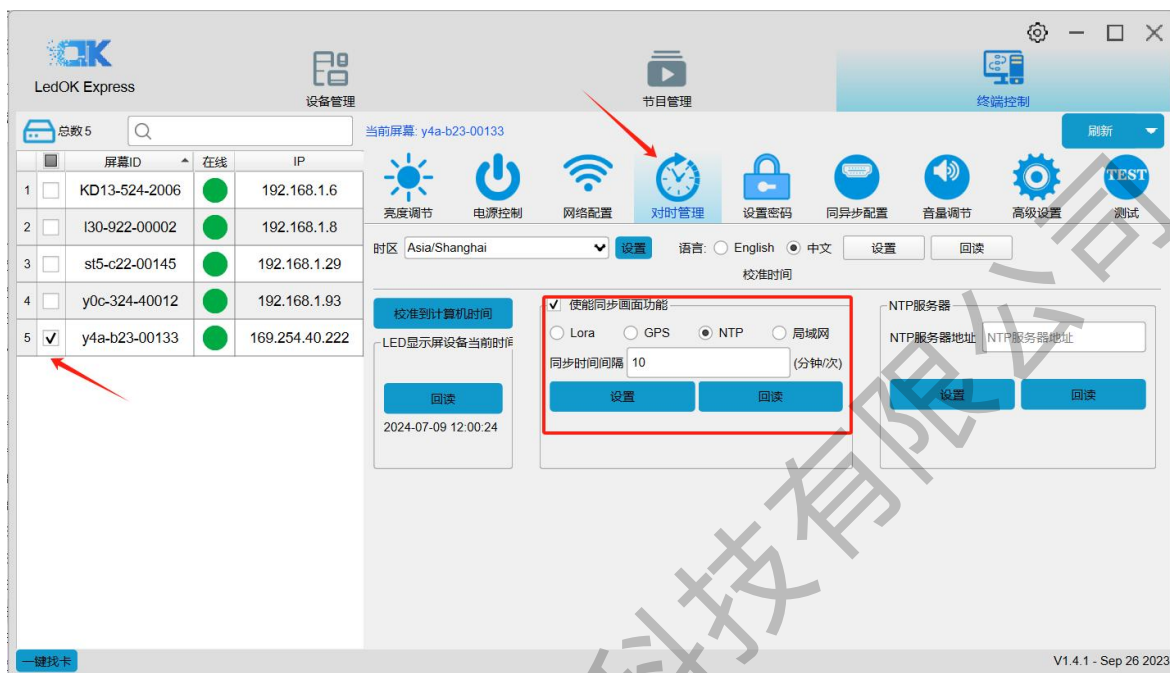 OK
LedOK Express
设备管理
节目管理
终端控制
总数 5
当前屏幕: y4a-b23-00133
刷新
屏幕ID 在线 IP
1 KD13-524-2006 192.168.1.6
2 l30-922-00002 192.168.1.8
3 st5-c22-00145 192.168.1.29
4 y0c-324-40012 192.168.1.93
5 y4a-b23-00133 169.254.40.222
TEST
亮度调节 电源控制 网络配置 对时管理 设置密码 同异步配置 音量调节 高级设置 测试
时区 Asia/Shanghai 设置 语言: English 中文 设置 回读
校准时间
校准到计算机时间
LED显示屏设备当前时间
回读
2024-07-09 12:00:24
使能同步画面功能
Lora GPS NTP 局域网
同步时间间隔 10 (分钟/次)
设置 回读
NTP服务器
NTP服务器地址 NTP服务器地址
设置 回读
科技有限公司
一键找卡
V1.4.1 - Sep 26 2023